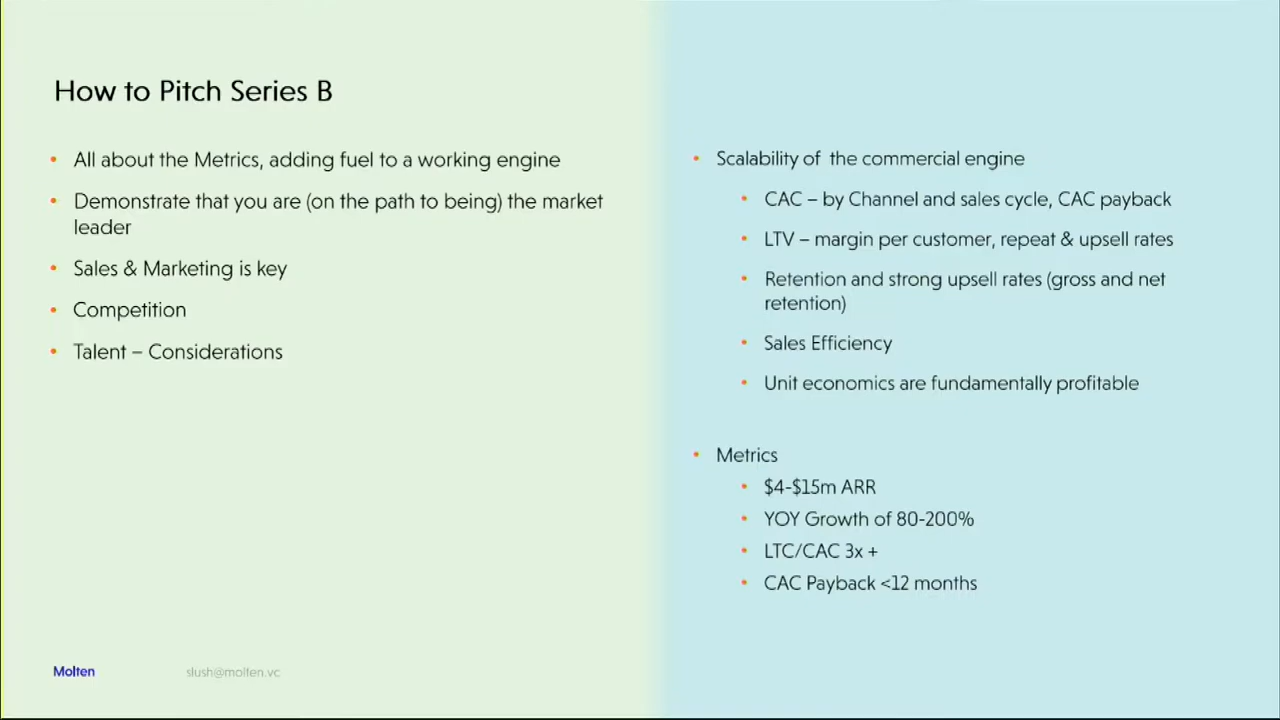 How to Pitch Series B
• All about the Metrics, adding fuel to a working engine
• Demonstrate that you are (on the path to being) the market
leader
• Sales & Marketing is key
• Competition
• Talent – Considerations
• Scalability of the commercial engine
• CAC – by Channel and sales cycle, CAC payback
• LTV – margin per customer, repeat & upsell rates
• Retention and strong upsell rates (gross and net
retention)
• Sales Efficiency
• Unit economics are fundamentally profitable
• Metrics
• $4-$15m ARR
• YOY Growth of 80-200%
• LTC/CAC 3x +
• CAC Payback <12 months
Molten
slush@molten.vc